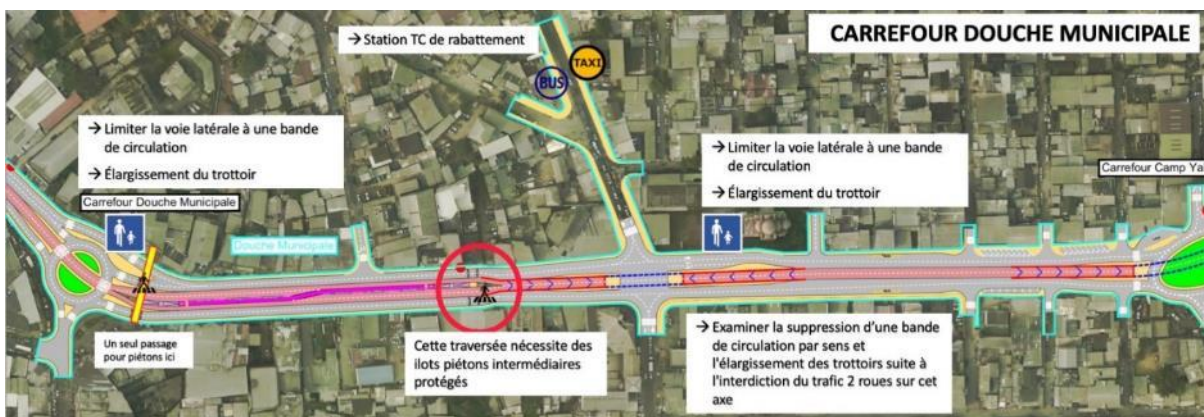 CARREFOUR DOUCHE MUNICIPALE
→ Station TC de rabattement
TAXI
BUS
→ Limiter la voie latérale à une bande
de circulation
→ Élargissement du trottoir
Carrefour Douche Municipale
Douche Municipale
→ Limiter la voie latérale à une bande
de circulation
→ Élargissement du trottoir
Carrefour Camp Ya
Un seul passage
pour piétons ici
Cette traversée nécessite des
ilots piétons intermédiaires
protégés
→ Examiner la suppression d'une bande
de circulation par sens et
l'élargissement des trottoirs suite à
l'interdiction du trafic 2 roues sur cet
axe